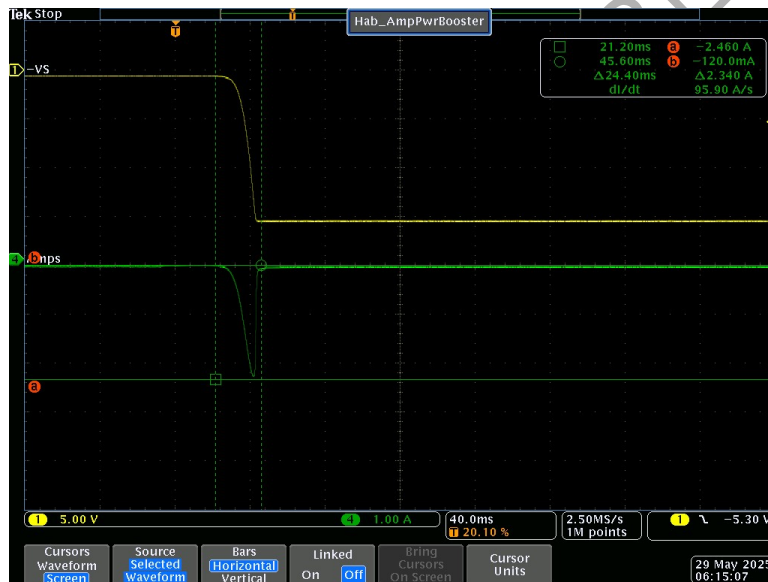 Tek Stop
Hab_AmpPwrBooster
21.20ms a −2.460 A
45.60ms b −120.0mA
Δ24.40ms Δ2.340 A
dI/dt 95.90 A/s
T
T
1 −VS
4 b mps
a
1 5.00 V 4 1.00 A 40.0ms 2.50MS/s 1 −5.30 V
T 20.10 % 1M points
Cursors Waveform Screen
Source Selected Waveform
Bars Horizontal Vertical
Linked On Off
Bring Cursors On Screen
Cursor Units
29 May 2025
06:15:07